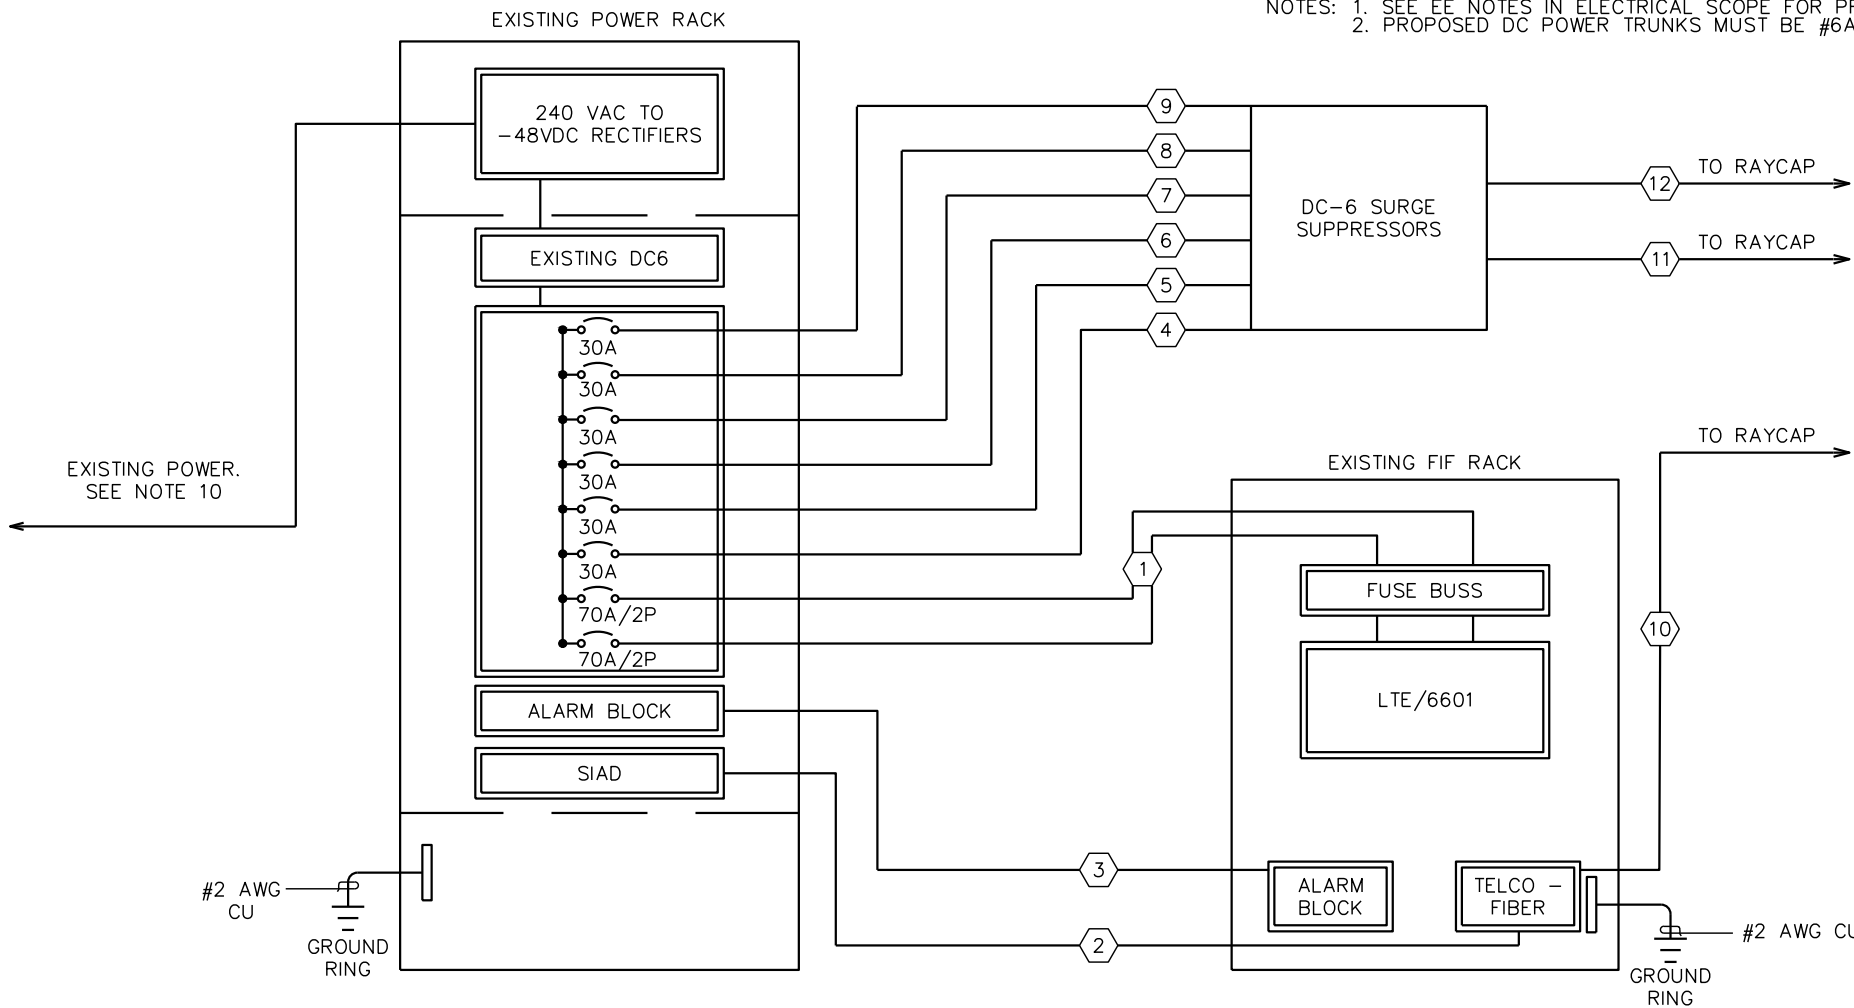 NOTES: 1. SEE EE NOTES IN ELECTRICAL SCOPE FOR
2. PROPOSED DC POWER TRUNKS MUST BE #6A
EXISTING POWER RACK
240 VAC TO
-48VDC RECTIFIERS
EXISTING DC6
30A
30A
30A
30A
30A
30A
70A/2P
70A/2P
ALARM BLOCK
SIAD
EXISTING POWER.
SEE NOTE 10
#2 AWG
CU
GROUND
RING
9
8
7
6
5
4
DC-6 SURGE
SUPPRESSORS
12
TO RAYCAP
11
TO RAYCAP
TO RAYCAP
10
EXISTING FIF RACK
1
FUSE BUSS
LTE/6601
3
2
ALARM
BLOCK
TELCO -
FIBER
#2 AWG CU
GROUND
RING